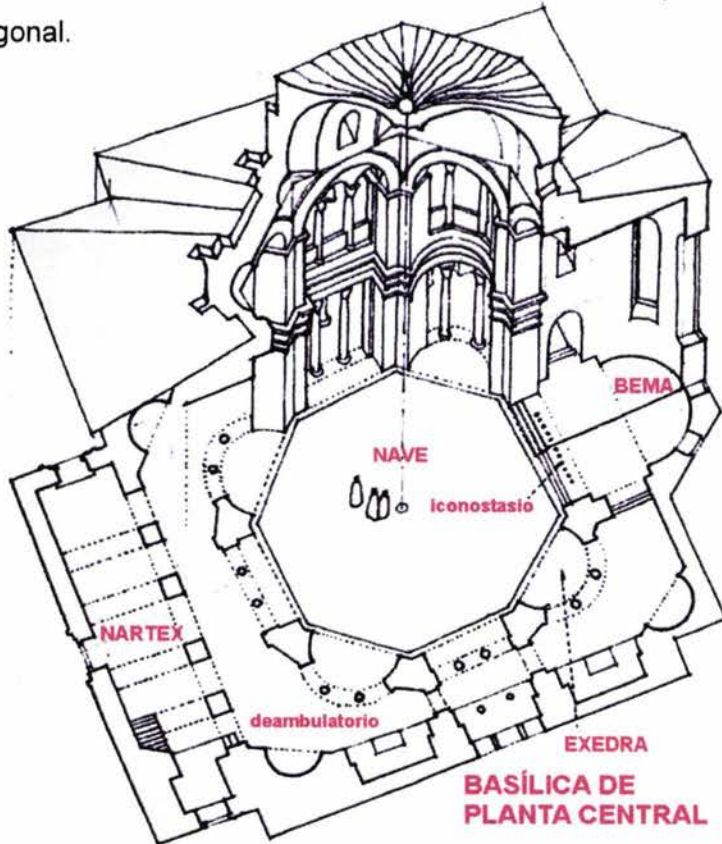 gonal.
BEMA
NAVE
iconostasio
NARTEX
deambulatorio
EXEDRA
BASÍLICA DE
PLANTA CENTRAL